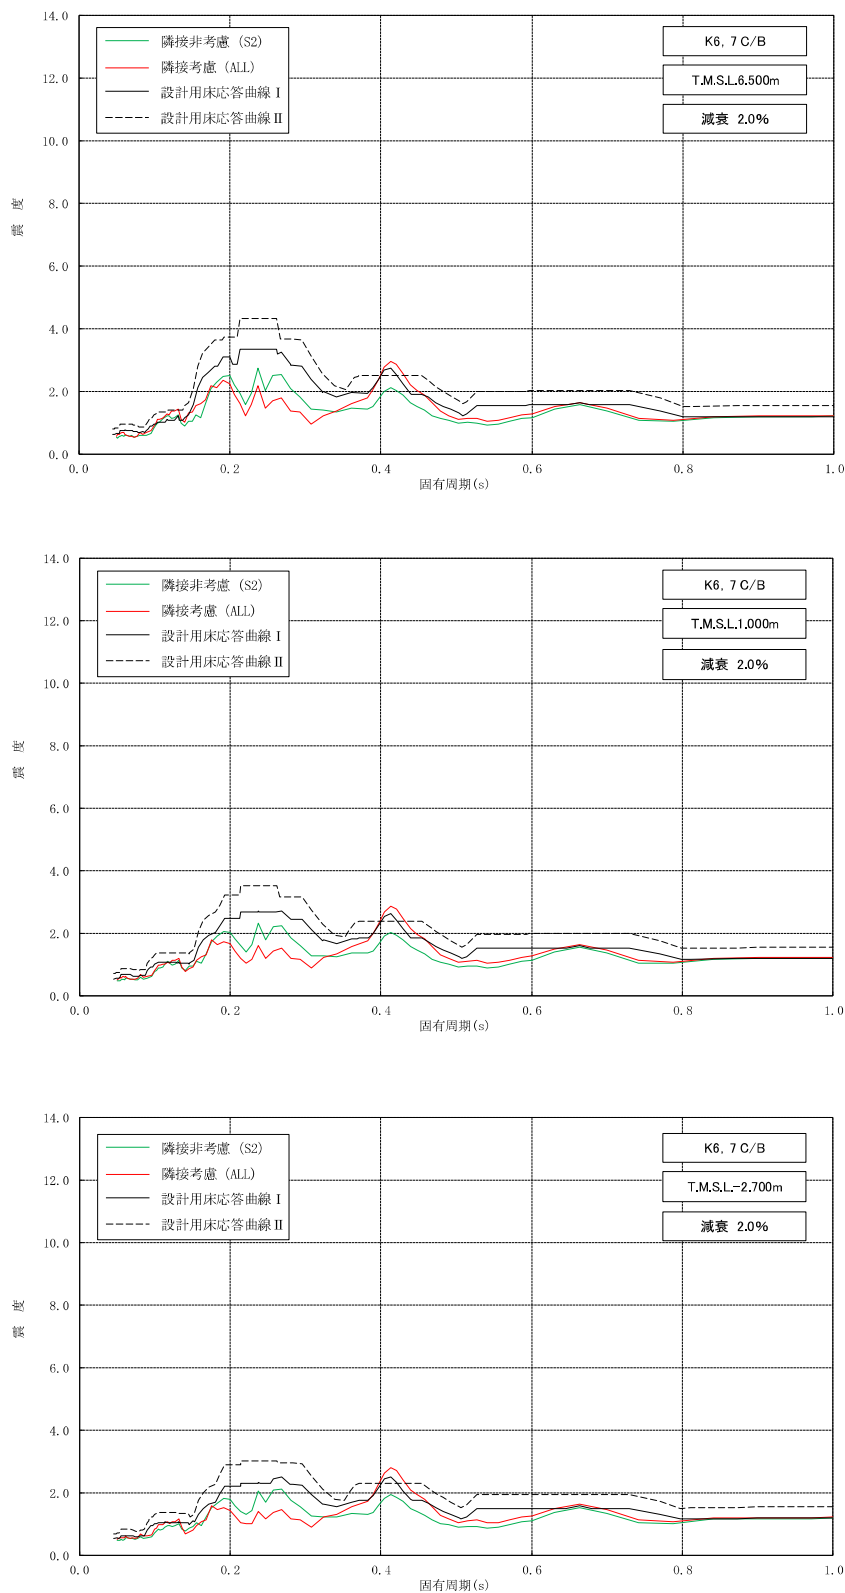 14.0
隣接非考慮 (S2)
隣接考慮 (ALL)
設計用床応答曲線Ⅰ
設計用床応答曲線Ⅱ
K6, 7 C/B
T.M.S.L.6.500m
減衰 2.0%
12.0
10.0
8.0
6.0
4.0
2.0
0.0
震 度
0.0 0.2 0.4 0.6 0.8 1.0
固有周期(s)
14.0
隣接非考慮 (S2)
隣接考慮 (ALL)
設計用床応答曲線Ⅰ
設計用床応答曲線Ⅱ
K6, 7 C/B
T.M.S.L.1.000m
減衰 2.0%
12.0
10.0
8.0
6.0
4.0
2.0
0.0
震 度
0.0 0.2 0.4 0.6 0.8 1.0
固有周期(s)
14.0
隣接非考慮 (S2)
隣接考慮 (ALL)
設計用床応答曲線Ⅰ
設計用床応答曲線Ⅱ
K6, 7 C/B
T.M.S.L.-2.700m
減衰 2.0%
12.0
10.0
8.0
6.0
4.0
2.0
0.0
震 度
0.0 0.2 0.4 0.6 0.8 1.0
固有周期(s)